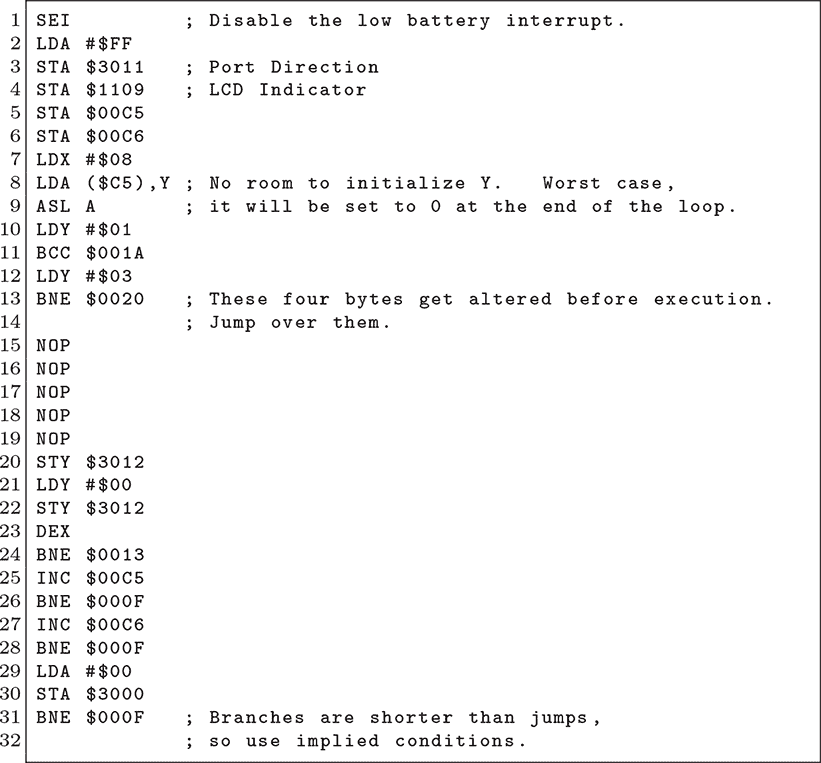 1 SEI ; Disable the low battery interrupt.
2 LDA #$FF
3 STA $3011 ; Port Direction
4 STA $1109 ; LCD Indicator
5 STA $00C5
6 STA $00C6
7 LDX #$08
8 LDA ($C5),Y ; No room to initialize Y. Worst case,
9 ASL A ; it will be set to 0 at the end of the loop.
10 LDY #$01
11 BCC $001A
12 LDY #$03
13 BNE $0020 ; These four bytes get altered before execution.
14 ; Jump over them.
15 NOP
16 NOP
17 NOP
18 NOP
19 NOP
20 STY $3012
21 LDY #$00
22 STY $3012
23 DEX
24 BNE $0013
25 INC $00C5
26 BNE $000F
27 INC $00C6
28 BNE $000F
29 LDA #$00
30 STA $3000
31 BNE $000F ; Branches are shorter than jumps,
32 ; so use implied conditions.